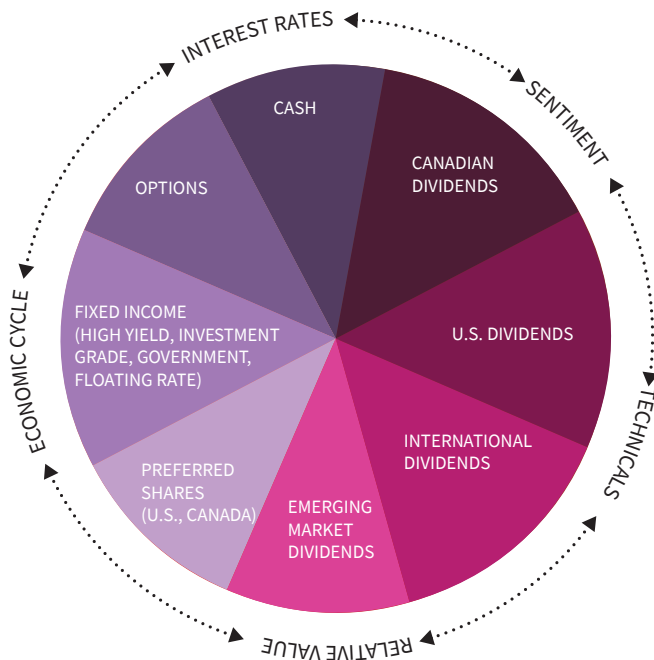 INTEREST RATES
SENTIMENT
TECHNICALS
RELATIVE VALUE
ECONOMIC CYCLE
CASH
CANADIAN
DIVIDENDS
U.S. DIVIDENDS
INTERNATIONAL
DIVIDENDS
EMERGING
MARKET
DIVIDENDS
PREFERRED
SHARES
(U.S., CANADA)
FIXED INCOME
(HIGH YIELD, INVESTMENT
GRADE, GOVERNMENT,
FLOATING RATE)
OPTIONS